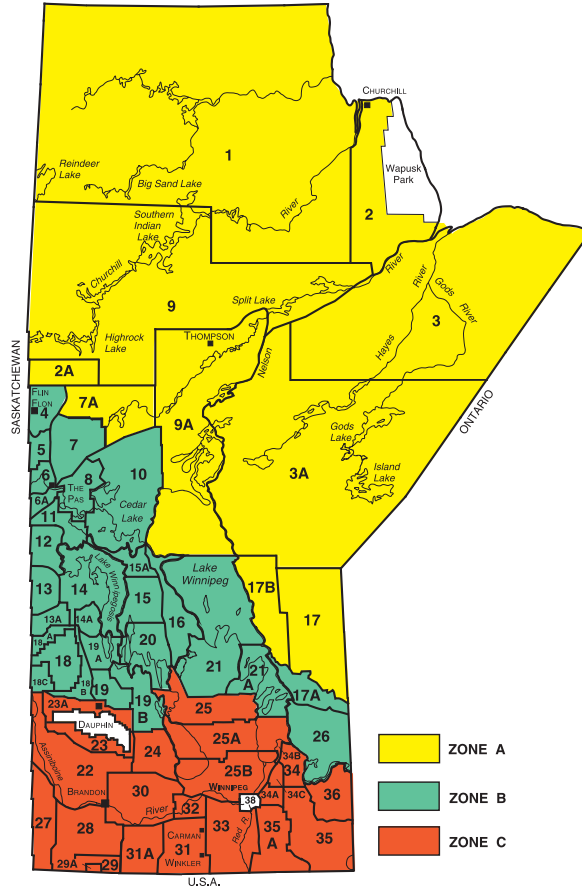 CHURCHILL
1
Wapusk
Park
Reindeer
Lake
Big Sand Lake
Southern
Indian
Lake
River
2
Churchill
River
River
Gods
River
9
Split Lake
3
Highrock
Lake
THOMPSON
Nelson
Hayes
SASKATCHEWAN
2A
FLIN
FLON
4
7A
9A
ONTARIO
5
7
10
Gods
Lake
3A
Island
Lake
6
8
THE
PAS
Cedar
Lake
6A
11
12
Lake Winnipegosis
15A
Lake
Winnipeg
17B
13
14
15
16
17
13A
14A
18
A
18
19
20
21
21
A
17A
18C
18
B
19
19
B
23A
25
26
DAUPHIN
23
24
25A
34B
34
Assiniboine
22
25B
ZONE A
BRANDON
30
WINNIPEG
38
34A
34C
36
ZONE B
River
32
27
28
CARMAN
33
Red R.
35
A
35
ZONE C
31A
31
WINKLER
29A
29
U.S.A.